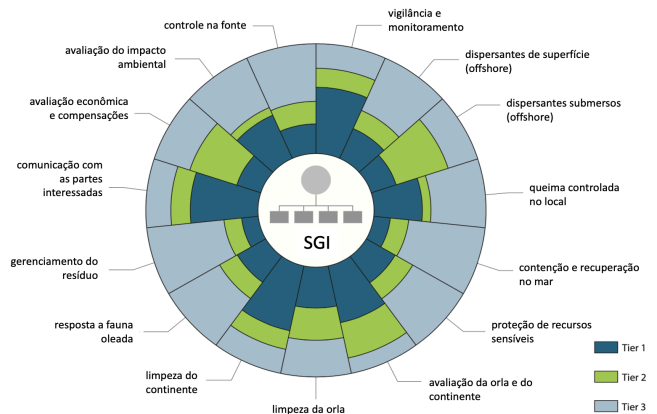 vigilância e
monitoramento
dispersantes de superfície
(offshore)
dispersantes submersos
(offshore)
queima controlada
no local
contenção e recuperação
no mar
proteção de recursos
sensíveis
avaliação da orla e do
continente
limpeza da orla
limpeza do
continente
resposta a fauna
oleada
gerenciamento do
resíduo
comunicação com
as partes
interessadas
avaliação econômica
e compensações
avaliação do impacto
ambiental
controle na fonte
SGI
Tier 1
Tier 2
Tier 3